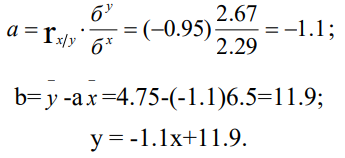 a = r x/y · б^y / б^x = (−0.95) 2.67 / 2.29 = −1.1;
b= ȳ -a x̄ =4.75-(-1.1)6.5=11.9;
y = -1.1x+11.9.